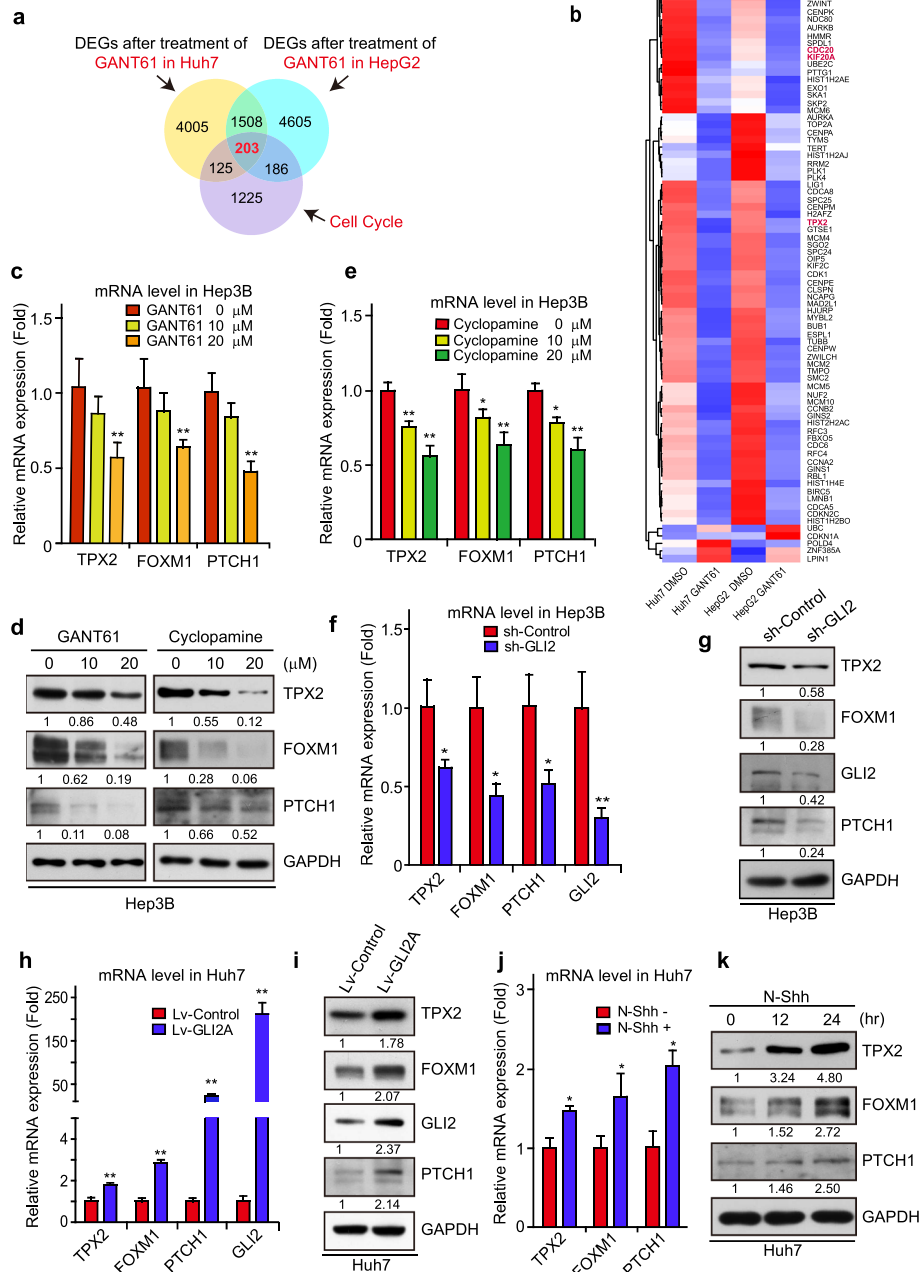 a
DEGs after treatment of
GANT61 in Huh7
DEGs after treatment of
GANT61 in HepG2
4005
1508
4605
203
125
186
1225
Cell Cycle
b
ZWINT
CENPK
NDC80
AURKB
HMMR
SPDL1
CDC20
KIF20A
UBE2C
PTTG1
HIST1H2AE
EXO1
SKA1
SKP2
MCM6
AURKA
TOP2A
CENPA
TYMS
TERT
HIST1H2AJ
RRM2
PLK1
PLK4
LIG1
CDCA8
SPC25
CENPM
H2AFZ
TPX2
GTSE1
MCM4
SGO2
SPC24
OIP5
KIF2C
CDK1
CENPE
CLSPN
NCAPG
MAD2L1
HJURP
MYBL2
BUB1
ESPL1
TUBB
CENPW
ZWILCH
MCM2
TMPO
SMC2
MCM5
NUF2
MCM10
CCNB2
GINS2
HIST2H2AC
RFC3
FBXO5
CDC6
RFC4
CCNA2
GINS1
RBL1
HIST1H4E
BIRC5
LMNB1
CDCA5
CDKN2C
HIST1H2BO
UBC
CDKN1A
POLD4
ZNF385A
LPIN1
Huh7 DMSO
Huh7 GANT61
HepG2 DMSO
HepG2 GANT61
c
mRNA level in Hep3B
GANT61 0 μM
GANT61 10 μM
GANT61 20 μM
Relative mRNA expression (Fold)
1.5
1.0
0.5
0
** ** **
TPX2 FOXM1 PTCH1
e
mRNA level in Hep3B
Cyclopamine 0 μM
Cyclopamine 10 μM
Cyclopamine 20 μM
Relative mRNA expression (Fold)
1.5
1.0
0.5
0
** ** * ** * **
TPX2 FOXM1 PTCH1
d
GANT61 Cyclopamine
0 10 20 0 10 20 (μM)
TPX2
1 0.86 0.48 1 0.55 0.12
FOXM1
1 0.62 0.19 1 0.28 0.06
PTCH1
1 0.11 0.08 1 0.66 0.52
GAPDH
Hep3B
f
mRNA level in Hep3B
sh-Control
sh-GLI2
Relative mRNA expression (Fold)
1.5
1.0
0.5
0
* * * **
TPX2 FOXM1 PTCH1 GLI2
g
sh-Control sh-GLI2
TPX2
1 0.58
FOXM1
1 0.28
GLI2
1 0.42
PTCH1
1 0.24
GAPDH
Hep3B
h
mRNA level in Huh7
Lv-Control
Lv-GLI2A
Relative mRNA expression (Fold)
250
150
50
4
2
1
0
** ** ** **
TPX2 FOXM1 PTCH1 GLI2
i
Lv-Control Lv-GLI2A
TPX2
1 1.78
FOXM1
1 2.07
GLI2
1 2.37
PTCH1
1 2.14
GAPDH
Huh7
j
mRNA level in Huh7
N-Shh -
N-Shh +
Relative mRNA expression (Fold)
3
2
1
0
* * *
TPX2 FOXM1 PTCH1
k
N-Shh
0 12 24 (hr)
TPX2
1 3.24 4.80
FOXM1
1 1.52 2.72
PTCH1
1 1.46 2.50
GAPDH
Huh7